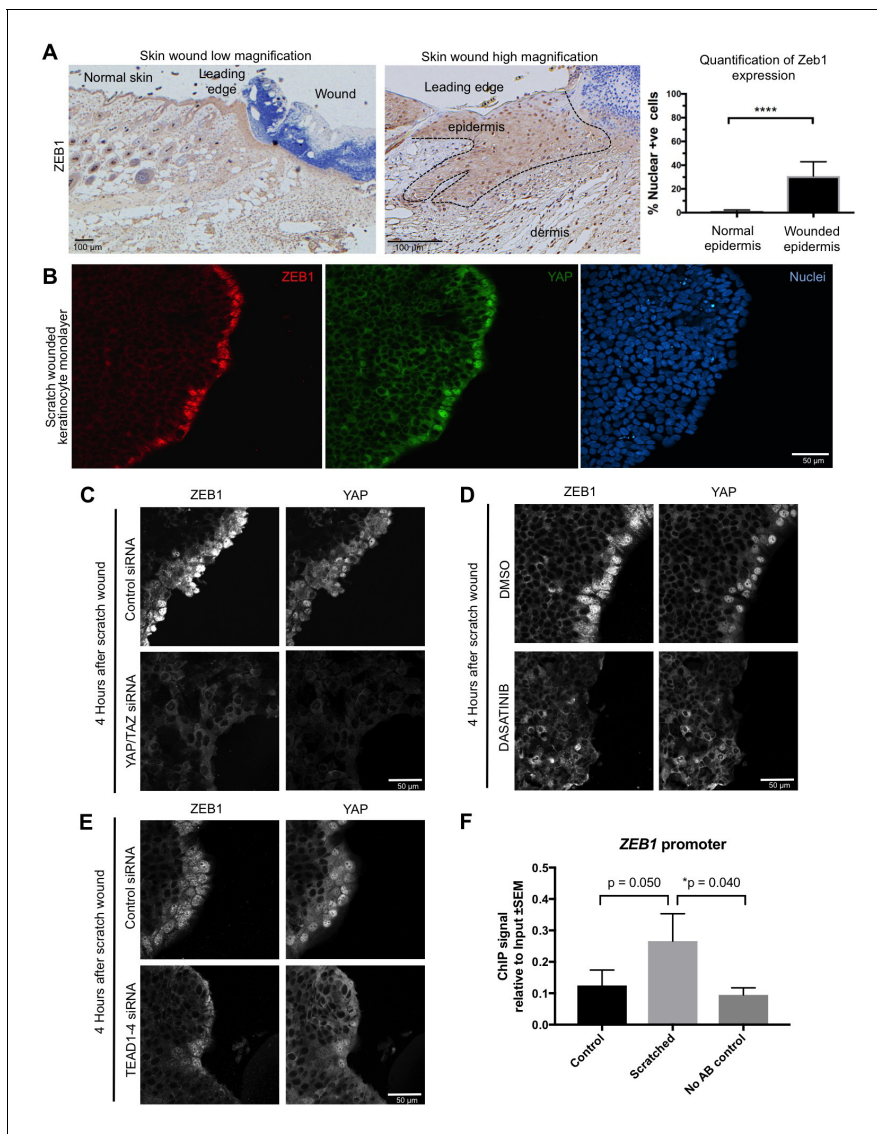 A
Skin wound low magnification
Normal skin
Leading
edge
Wound
ZEB1
100 µm
Skin wound high magnification
Leading edge
epidermis
dermis
100 µm
Quantification of Zeb1
expression
% Nuclear +ve cells
100
80
60
40
20
0
****
Normal
epidermis
Wounded
epidermis
B
Scratch wounded
keratinocyte monolayer
ZEB1
YAP
Nuclei
50 µm
C
ZEB1
YAP
4 Hours after scratch wound
Control siRNA
YAP/TAZ siRNA
50 µm
D
ZEB1
YAP
4 Hours after scratch wound
DMSO
DASATINIB
50 µm
E
ZEB1
YAP
4 Hours after scratch wound
Control siRNA
TEAD1-4 siRNA
50 µm
F
ZEB1 promoter
ChIP signal
relative to Input ±SEM
0.5
0.4
0.3
0.2
0.1
0.0
p = 0.050
*p = 0.040
Control
Scratched
No AB control